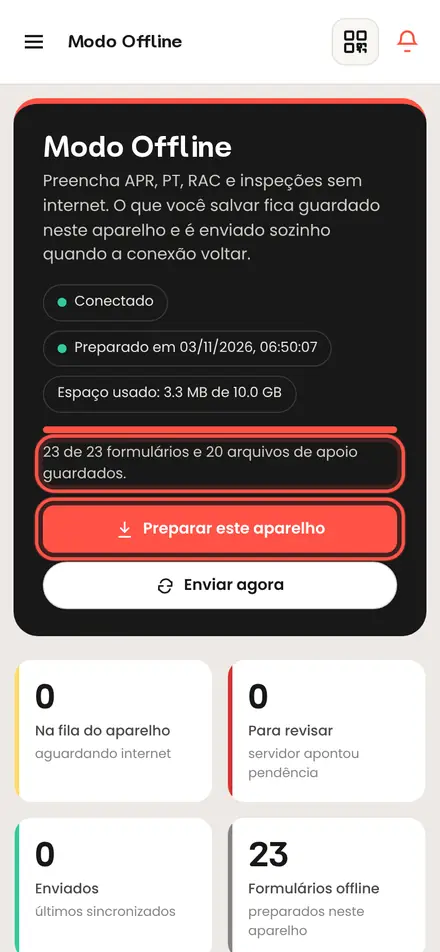 Modo Offline
Modo Offline
Preencha APR, PT, RAC e inspeções sem
internet. O que você salvar fica guardado
neste aparelho e é enviado sozinho
quando a conexão voltar.
Conectado
Preparado em 03/11/2026, 06:50:07
Espaço usado: 3.3 MB de 10.0 GB
23 de 23 formulários e 20 arquivos de apoio
guardados.
Preparar este aparelho
Enviar agora
0
Na fila do aparelho
aguardando internet
0
Para revisar
servidor apontou
pendência
0
Enviados
últimos sincronizados
23
Formulários offline
preparados neste
aparelho